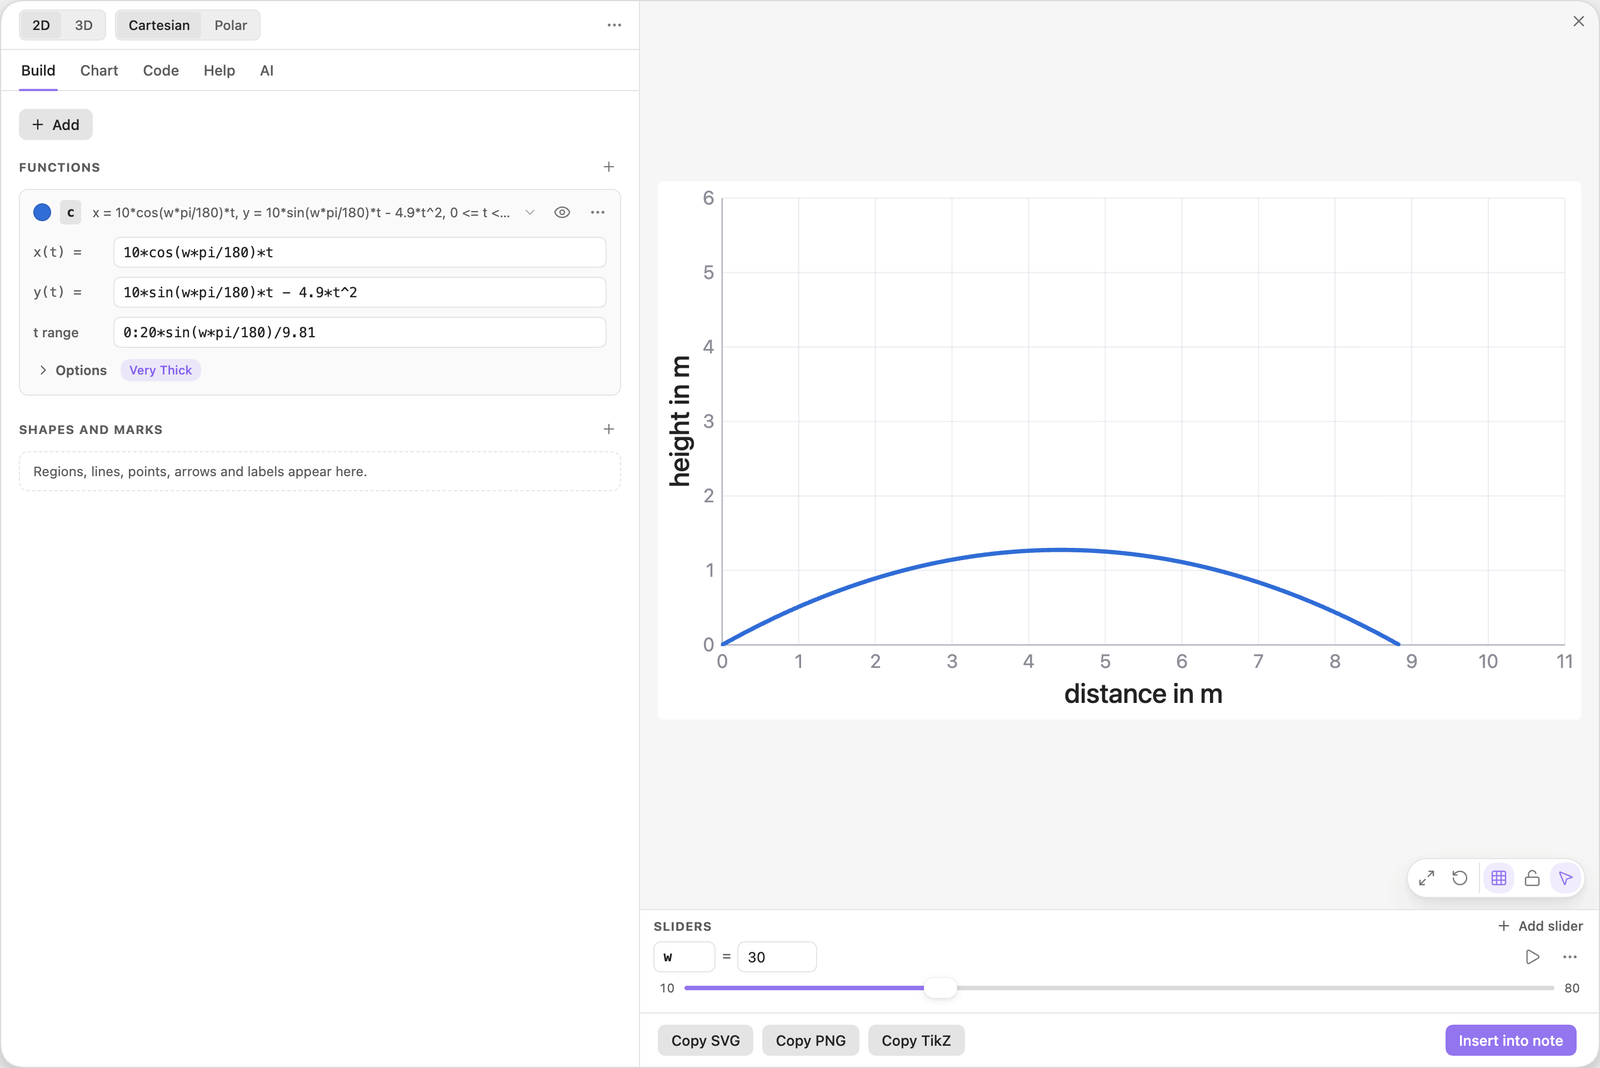 2D 3D Cartesian Polar
Build Chart Code Help AI
+ Add
FUNCTIONS
c x = 10*cos(w*pi/180)*t, y = 10*sin(w*pi/180)*t - 4.9*t^2, 0 <= t <...
x(t) = 10*cos(w*pi/180)*t
y(t) = 10*sin(w*pi/180)*t - 4.9*t^2
t range 0:20*sin(w*pi/180)/9.81
Options Very Thick
SHAPES AND MARKS
Regions, lines, points, arrows and labels appear here.
height in m
6
5
4
3
2
1
0
0 1 2 3 4 5 6 7 8 9 10 11
distance in m
SLIDERS + Add slider
w = 30
10 80
Copy SVG Copy PNG Copy TikZ Insert into note